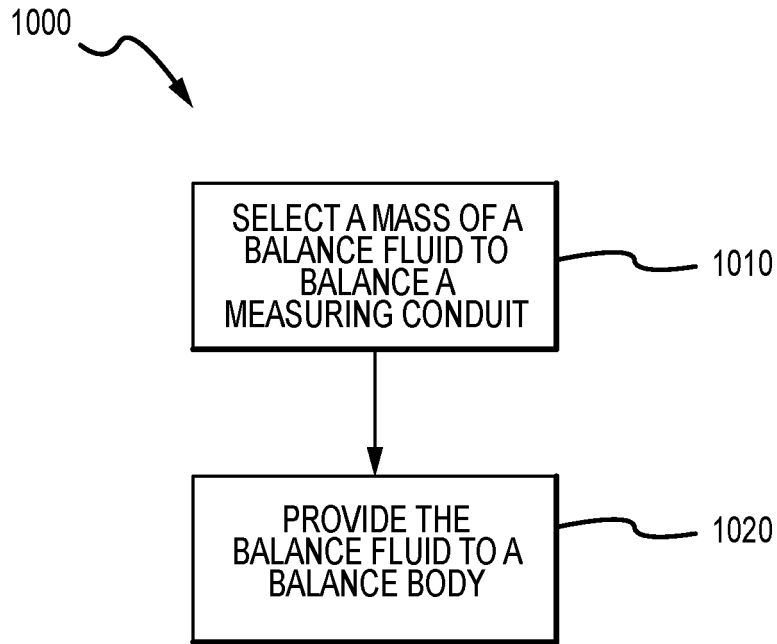 1000
SELECT A MASS OF A
BALANCE FLUID TO
BALANCE A
MEASURING CONDUIT
1010
PROVIDE THE
BALANCE FLUID TO A
BALANCE BODY
1020